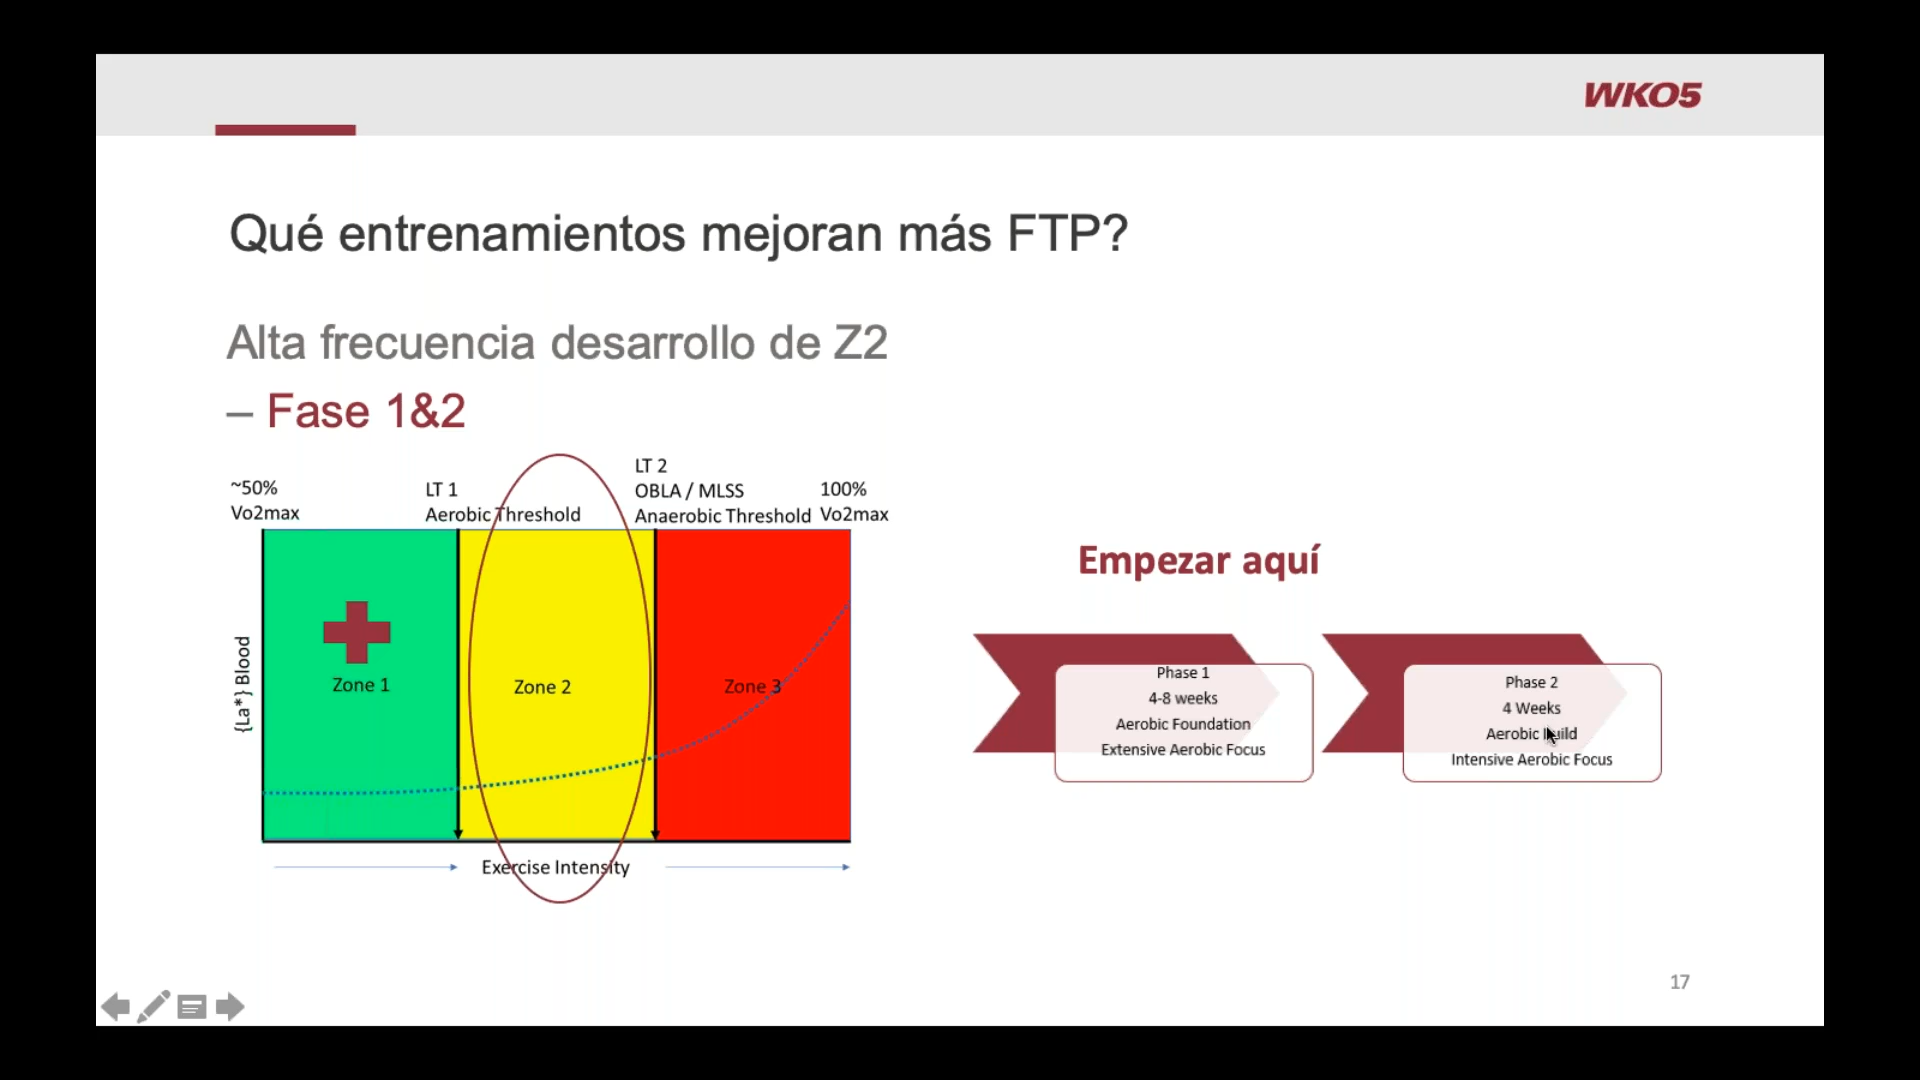 WKO5
Qué entrenamientos mejoran más FTP?
Alta frecuencia desarrollo de Z2
– Fase 1&2
~50%
Vo2max
LT 1
Aerobic Threshold
LT 2
OBLA / MLSS
Anaerobic Threshold
100%
Vo2max
{La*} Blood
Zone 1
Zone 2
Zone 3
Exercise Intensity
Empezar aquí
Phase 1
4-8 weeks
Aerobic Foundation
Extensive Aerobic Focus
Phase 2
4 Weeks
Aerobic Build
Intensive Aerobic Focus
17